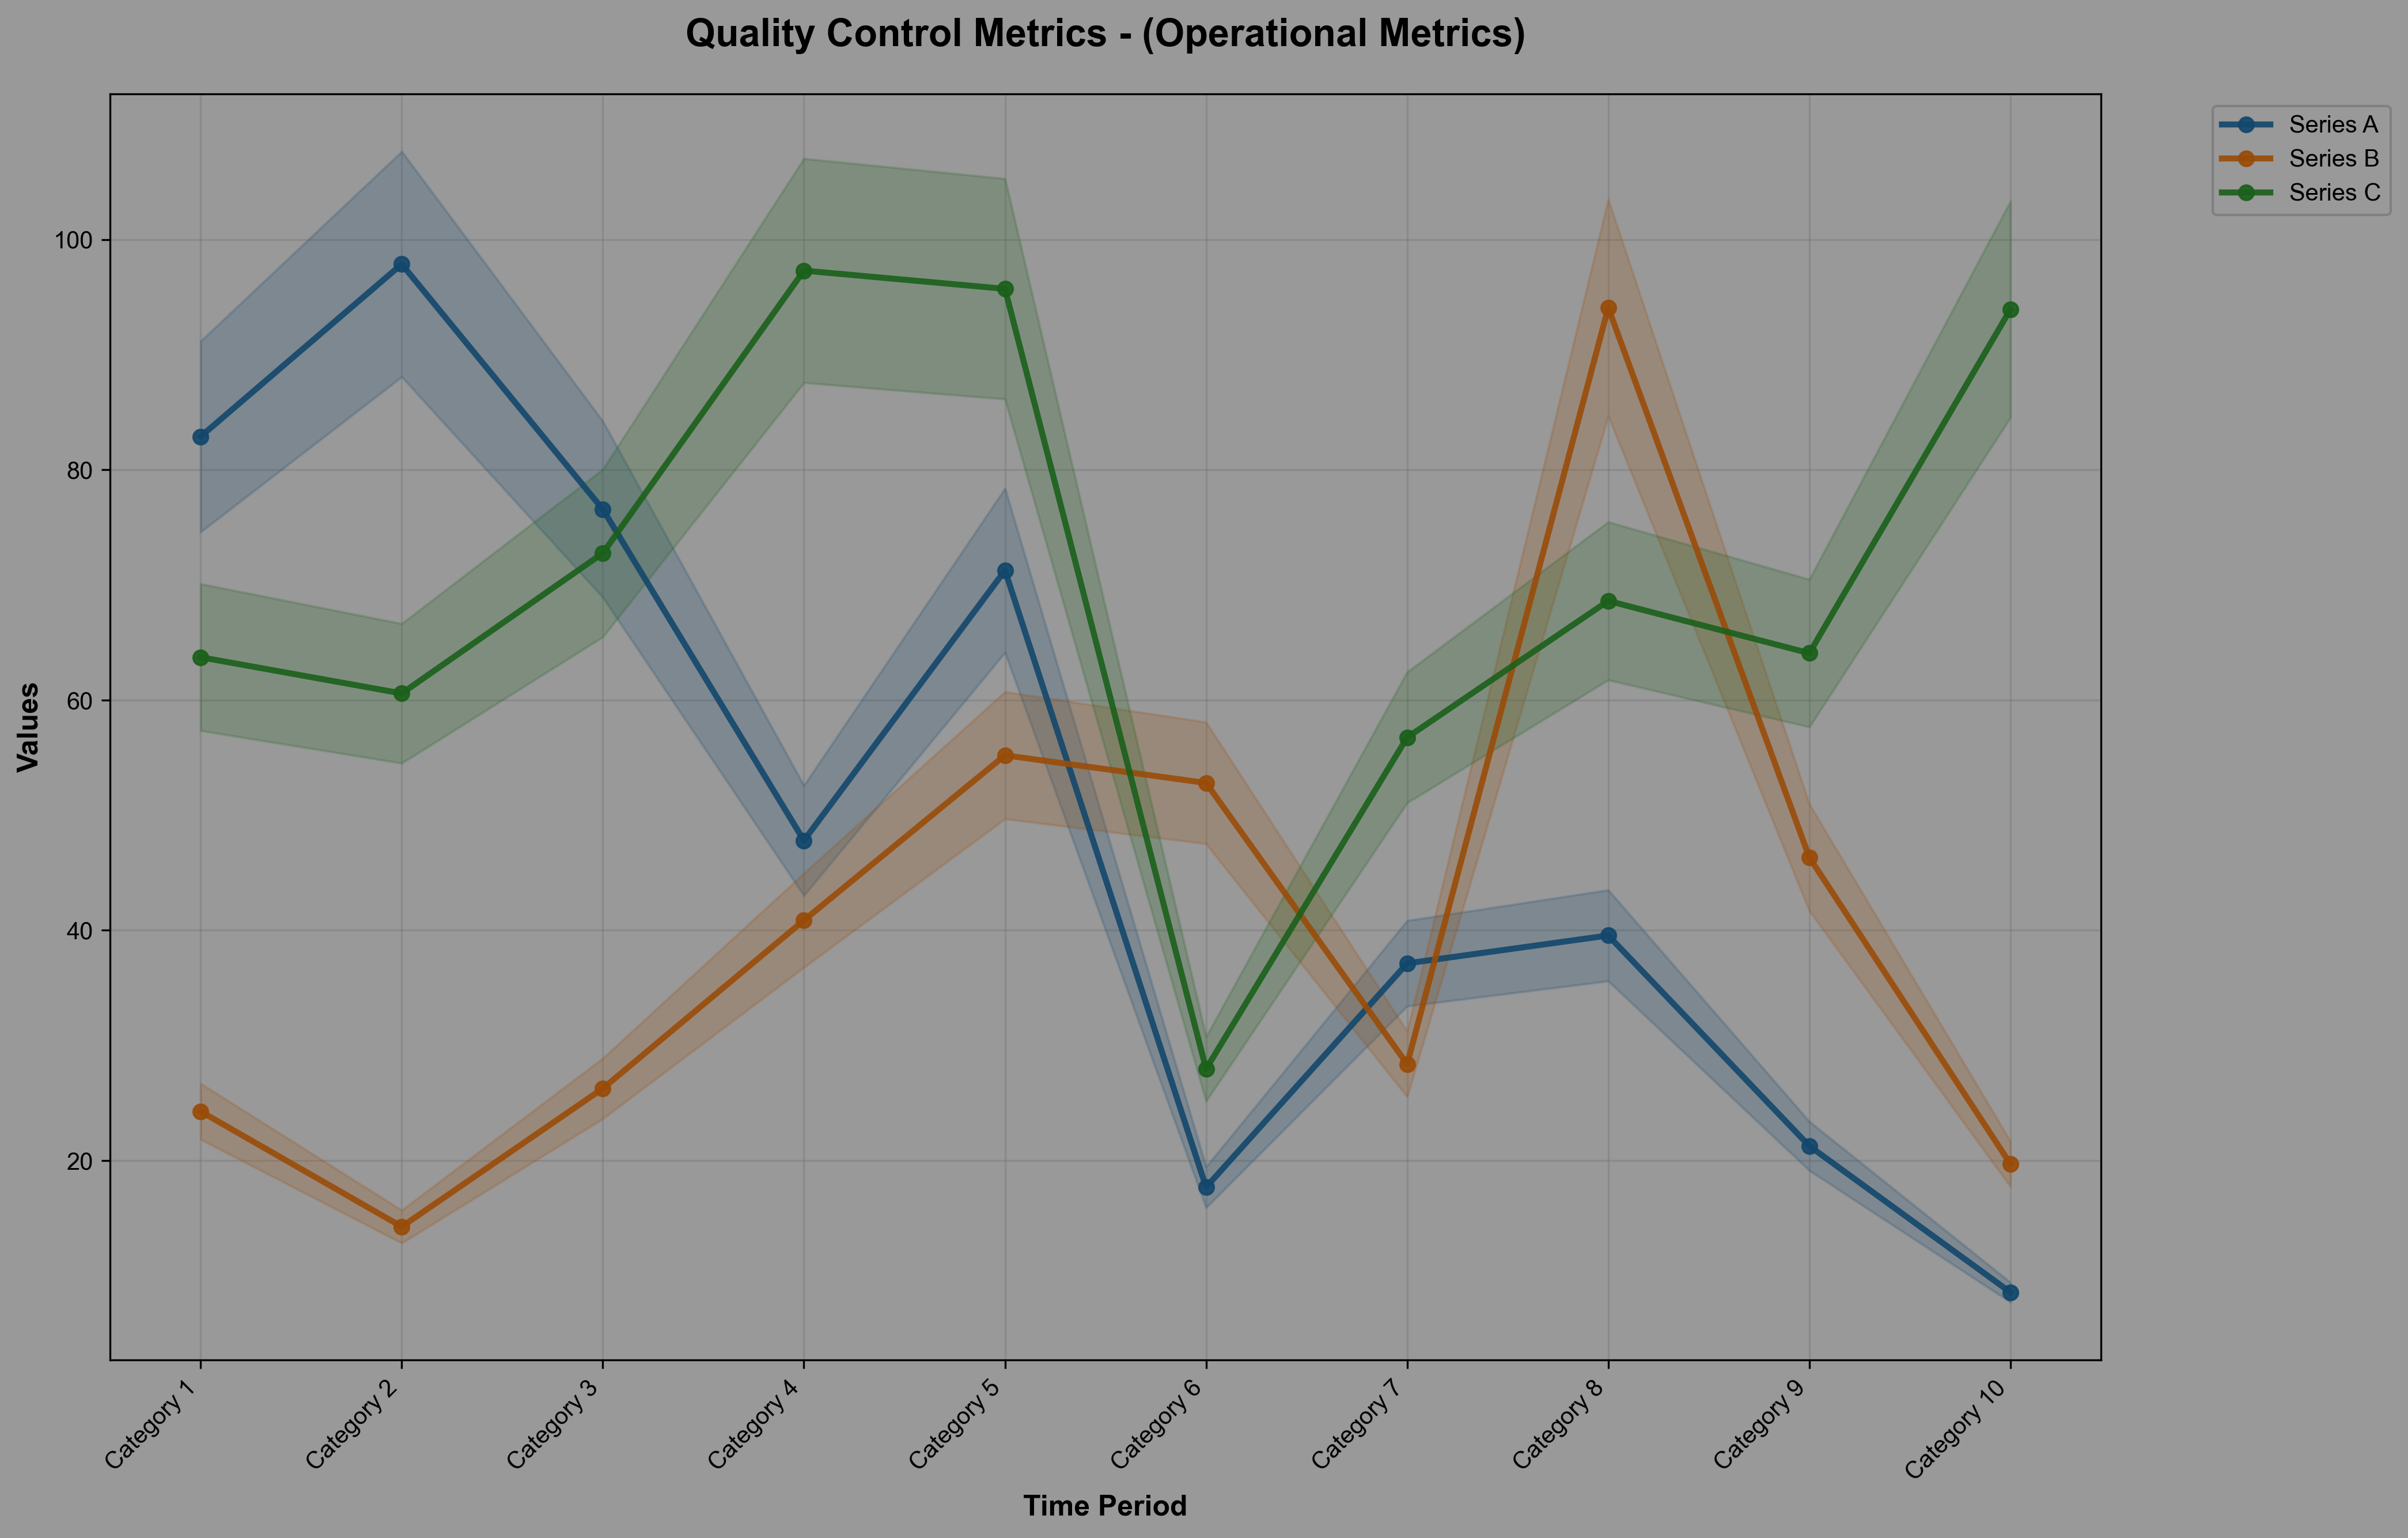 Quality Control Metrics - (Operational Metrics)
Series A
Series B
Series C
Values
100
80
60
40
20
Category 1
Category 2
Category 3
Category 4
Category 5
Category 6
Category 7
Category 8
Category 9
Category 10
Time Period